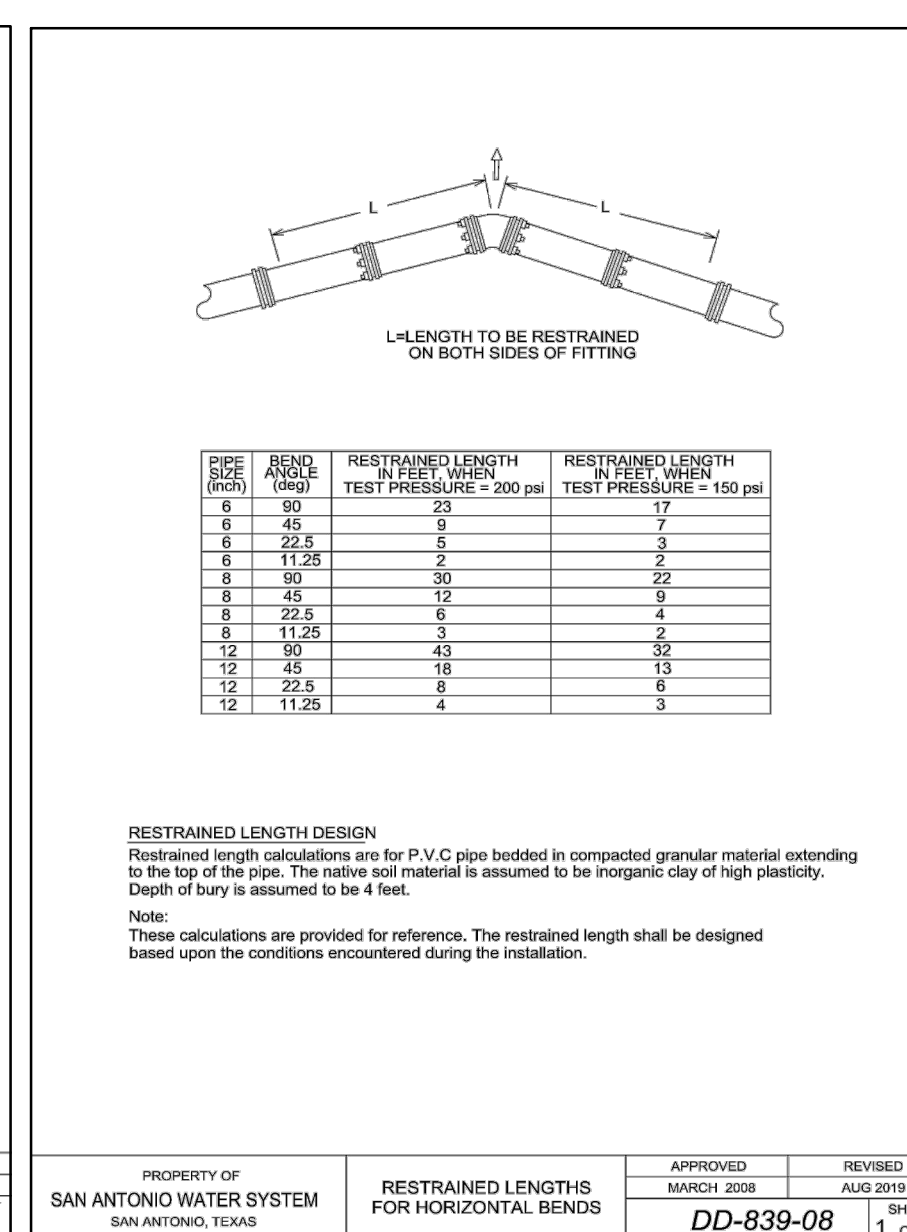 L
L
L=LENGTH TO BE RESTRAINED
ON BOTH SIDES OF FITTING
PIPE SIZE (inch) BEND ANGLE (deg) RESTRAINED LENGTH IN FEET, WHEN TEST PRESSURE = 200 psi RESTRAINED LENGTH IN FEET, WHEN TEST PRESSURE = 150 psi
6 90 23 17
6 45 9 7
6 22.5 5 3
6 11.25 2 2
8 90 30 22
8 45 12 9
8 22.5 6 4
8 11.25 3 2
12 90 43 32
12 45 18 13
12 22.5 8 6
12 11.25 4 3
RESTRAINED LENGTH DESIGN
Restrained length calculations are for P.V.C pipe bedded in compacted granular material extending
to the top of the pipe. The native soil material is assumed to be inorganic clay of high plasticity.
Depth of bury is assumed to be 4 feet.
Note:
These calculations are provided for reference. The restrained length shall be designed
based upon the conditions encountered during the installation.
PROPERTY OF
SAN ANTONIO WATER SYSTEM
SAN ANTONIO, TEXAS
RESTRAINED LENGTHS
FOR HORIZONTAL BENDS
APPROVED REVISED
MARCH 2008 AUG 2019
DD-839-08
SH
1